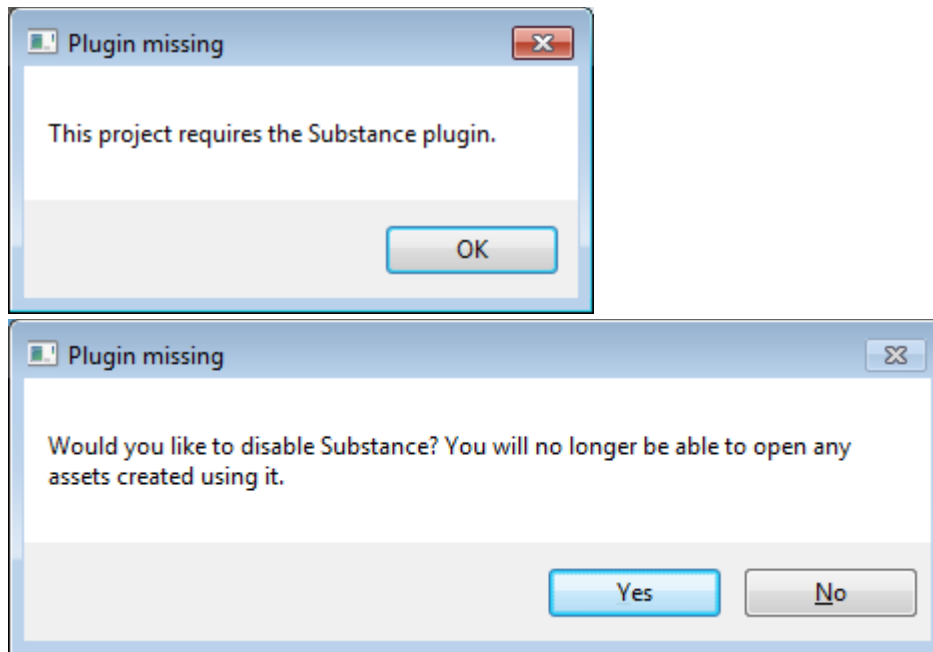 Plugin missing
This project requires the Substance plugin.
OK
Plugin missing
Would you like to disable Substance? You will no longer be able to open any
assets created using it.
Yes
No